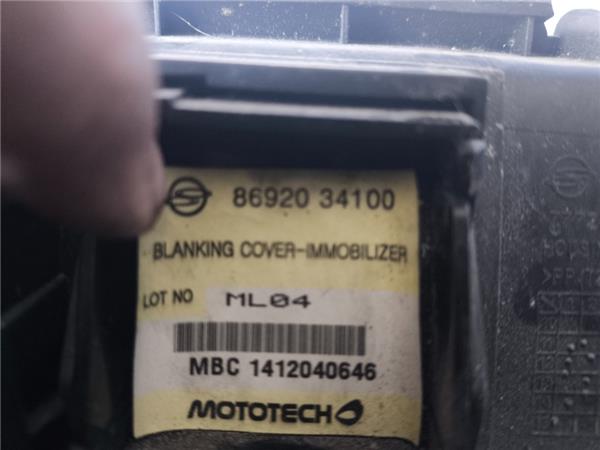 86920 34100
BLANKING COVER-IMMOBILIZER
LOT NO ML04
MBC 1412040646
MOTOTECH